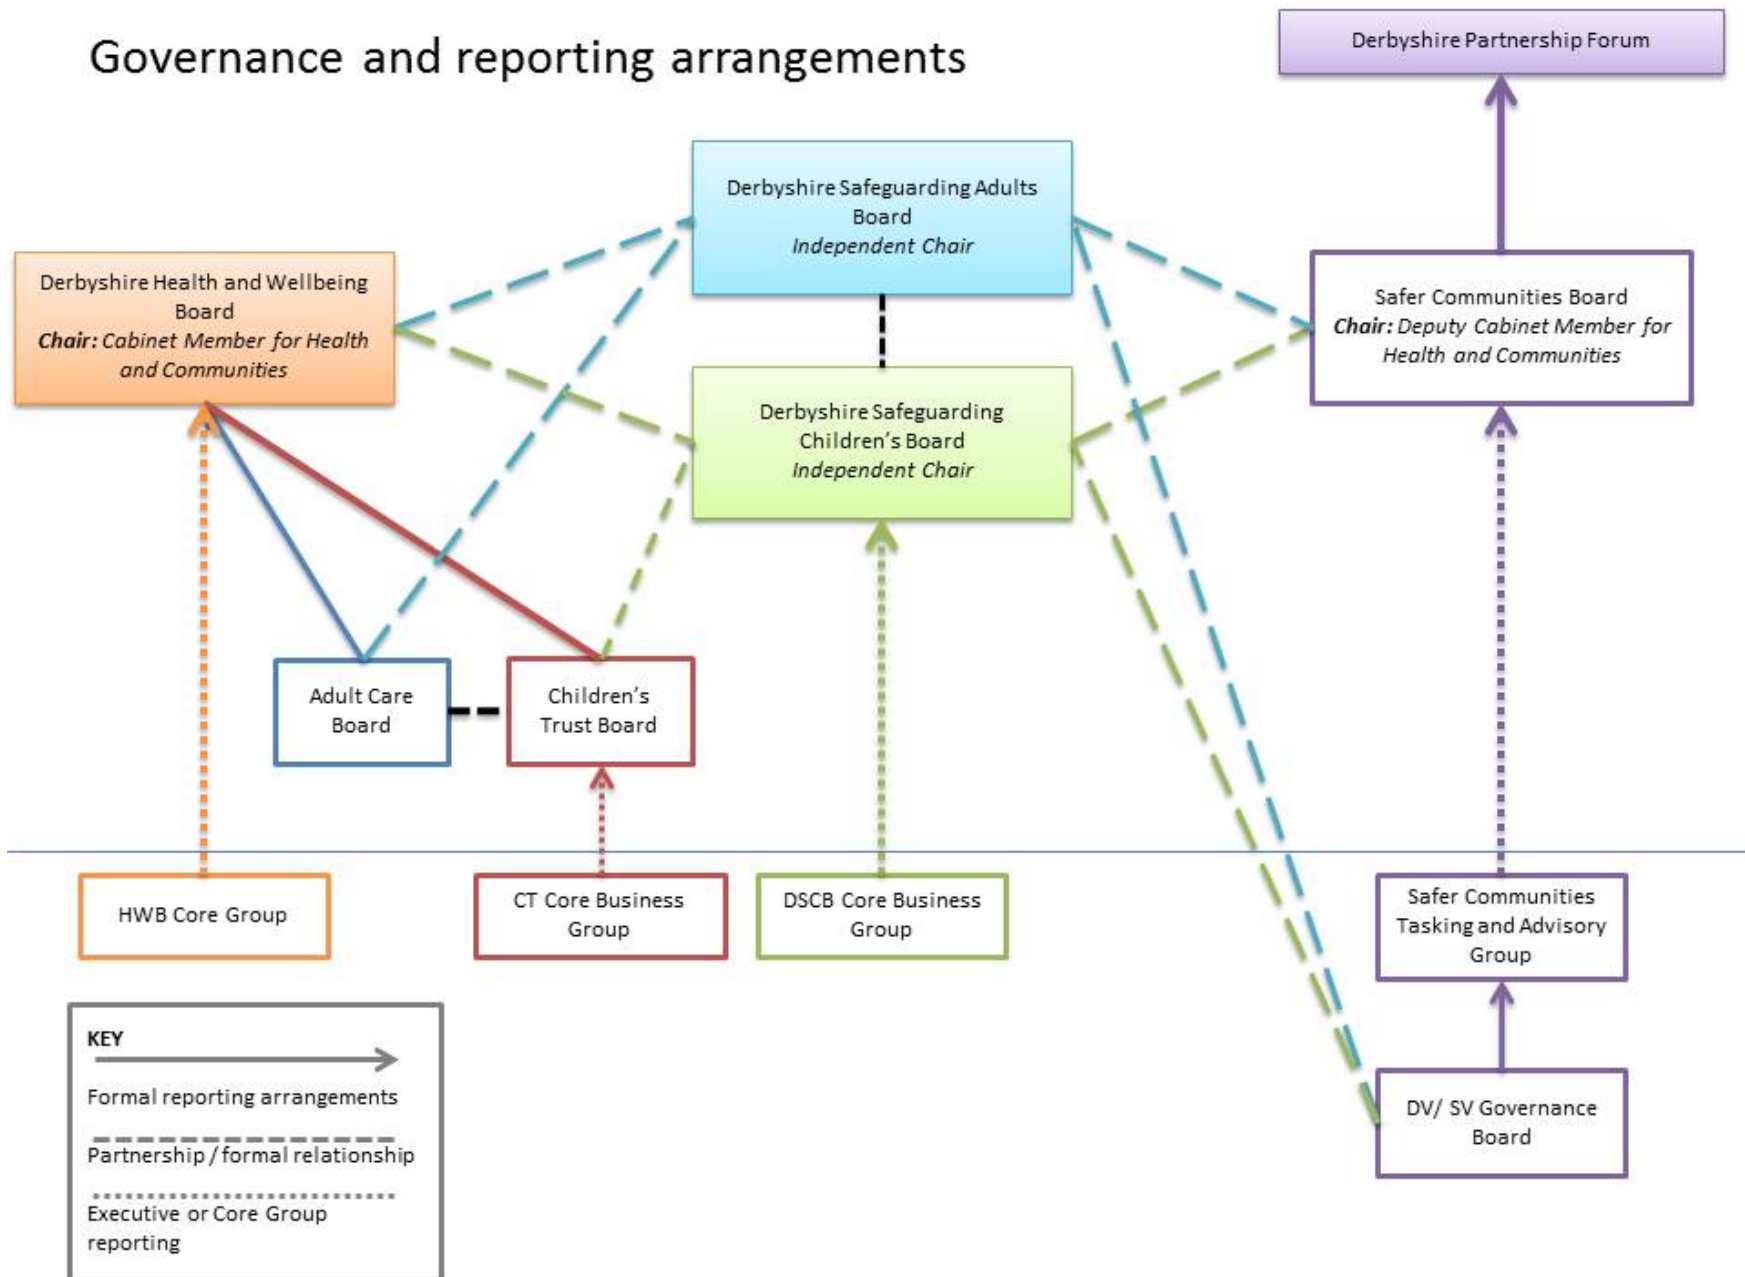 Governance and reporting arrangements
Derbyshire Partnership Forum
Derbyshire Safeguarding Adults
Board
Independent Chair
Derbyshire Health and Wellbeing
Board
Chair: Cabinet Member for Health
and Communities
Safer Communities Board
Chair: Deputy Cabinet Member for
Health and Communities
Derbyshire Safeguarding
Children’s Board
Independent Chair
Adult Care
Board
Children’s
Trust Board
HWB Core Group
CT Core Business
Group
DSCB Core Business
Group
Safer Communities
Tasking and Advisory
Group
DV/ SV Governance
Board
KEY
Formal reporting arrangements
Partnership / formal relationship
Executive or Core Group
reporting